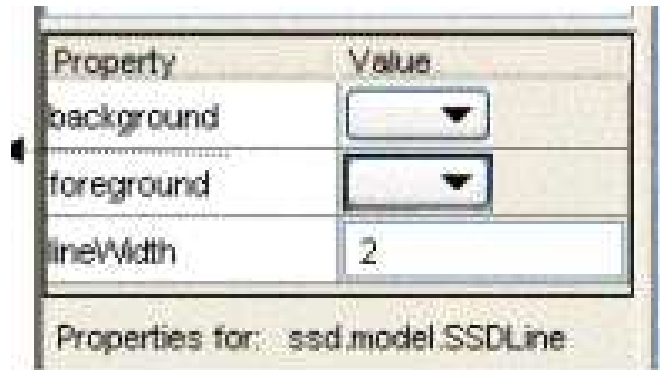 Property Value
background
foreground
lineWidth 2
Properties for: ssd.model.SSDLine